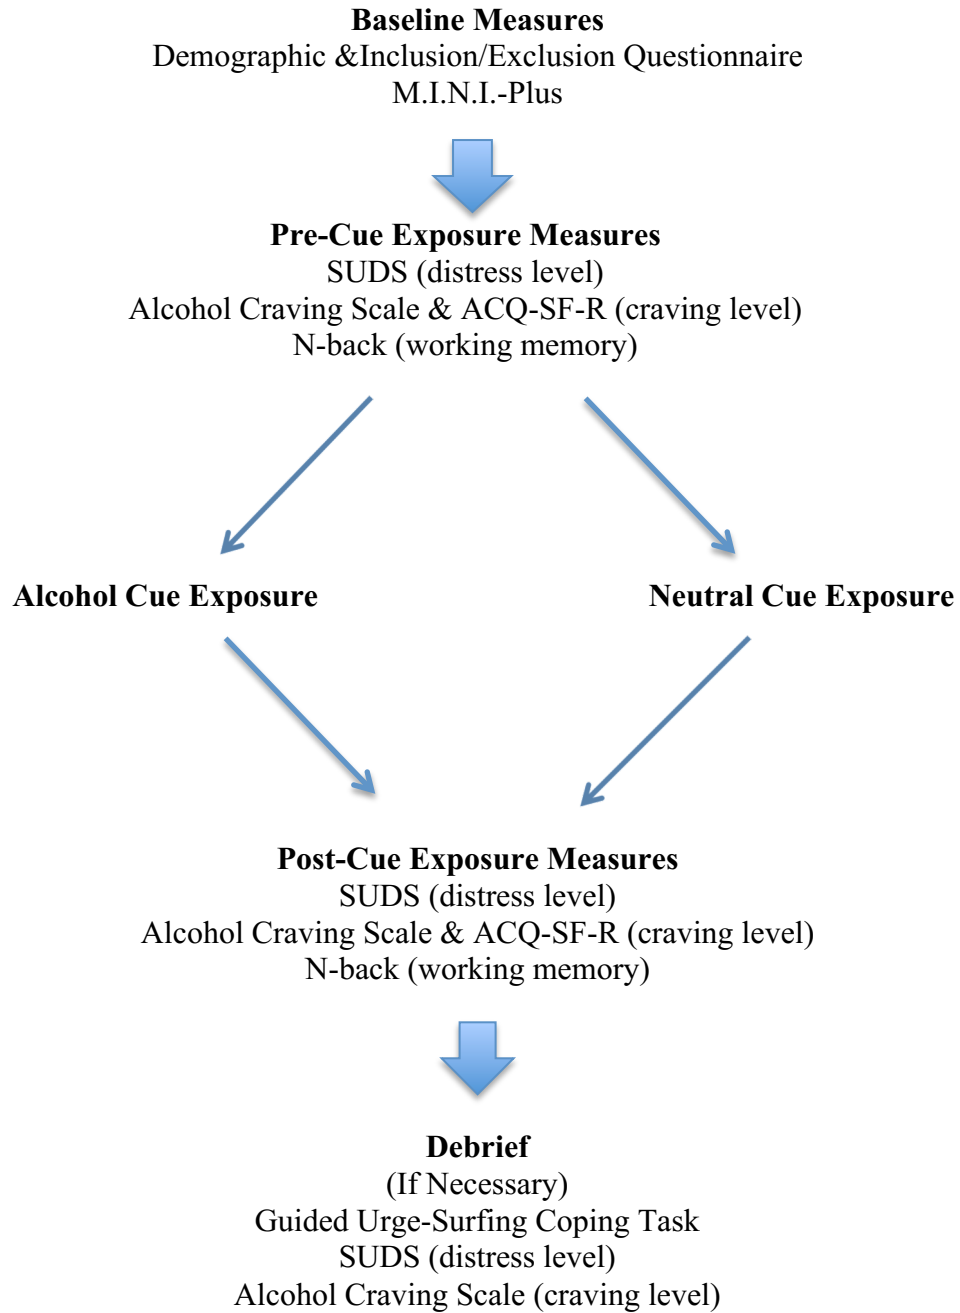 Baseline Measures
Demographic &Inclusion/Exclusion Questionnaire
M.I.N.I.-Plus
Pre-Cue Exposure Measures
SUDS (distress level)
Alcohol Craving Scale & ACQ-SF-R (craving level)
N-back (working memory)
Alcohol Cue Exposure
Neutral Cue Exposure
Post-Cue Exposure Measures
SUDS (distress level)
Alcohol Craving Scale & ACQ-SF-R (craving level)
N-back (working memory)
Debrief
(If Necessary)
Guided Urge-Surfing Coping Task
SUDS (distress level)
Alcohol Craving Scale (craving level)